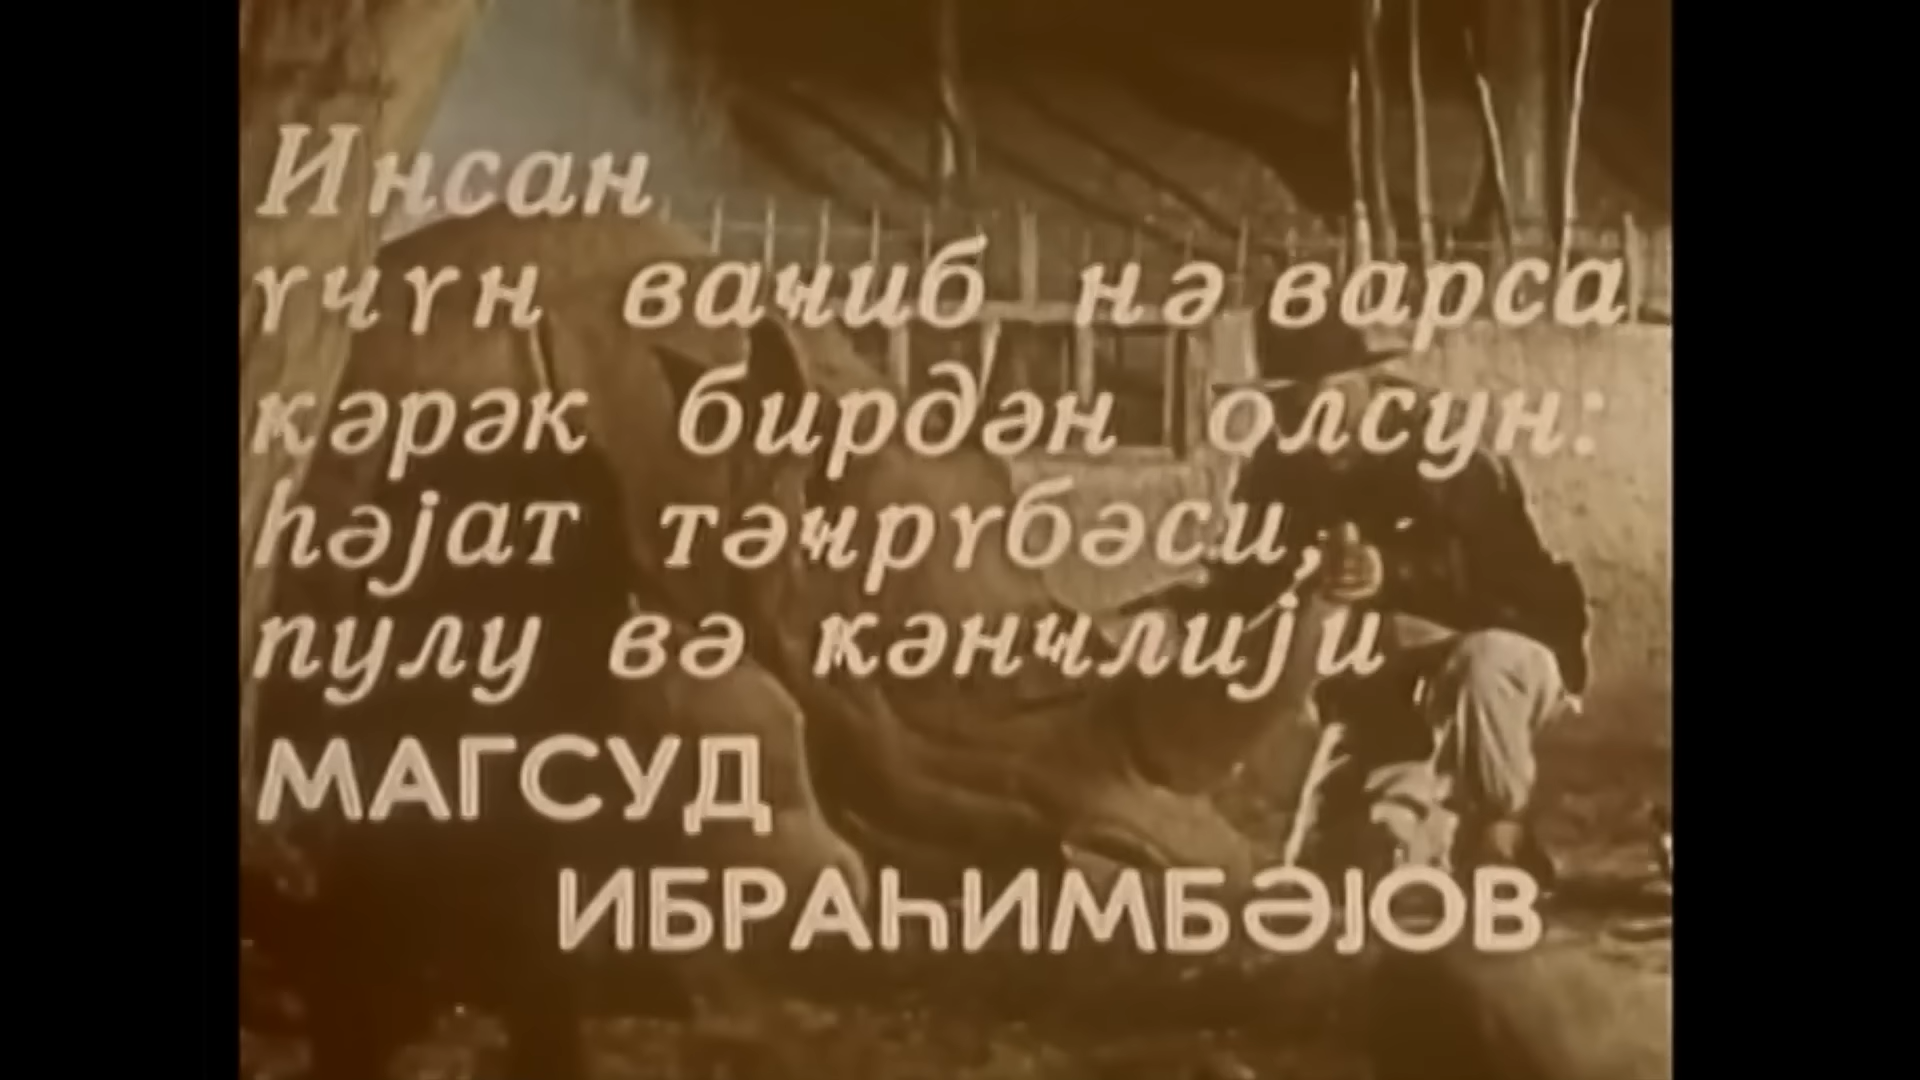 Инсан
үчүн ваҹиб нә варса
кәрәк бирдән олсун:
һәјат тәҹрүбәси,
пулу вә ҝәнҹлији
МАГСУД
ИБРАҺИМБӘЈОВ